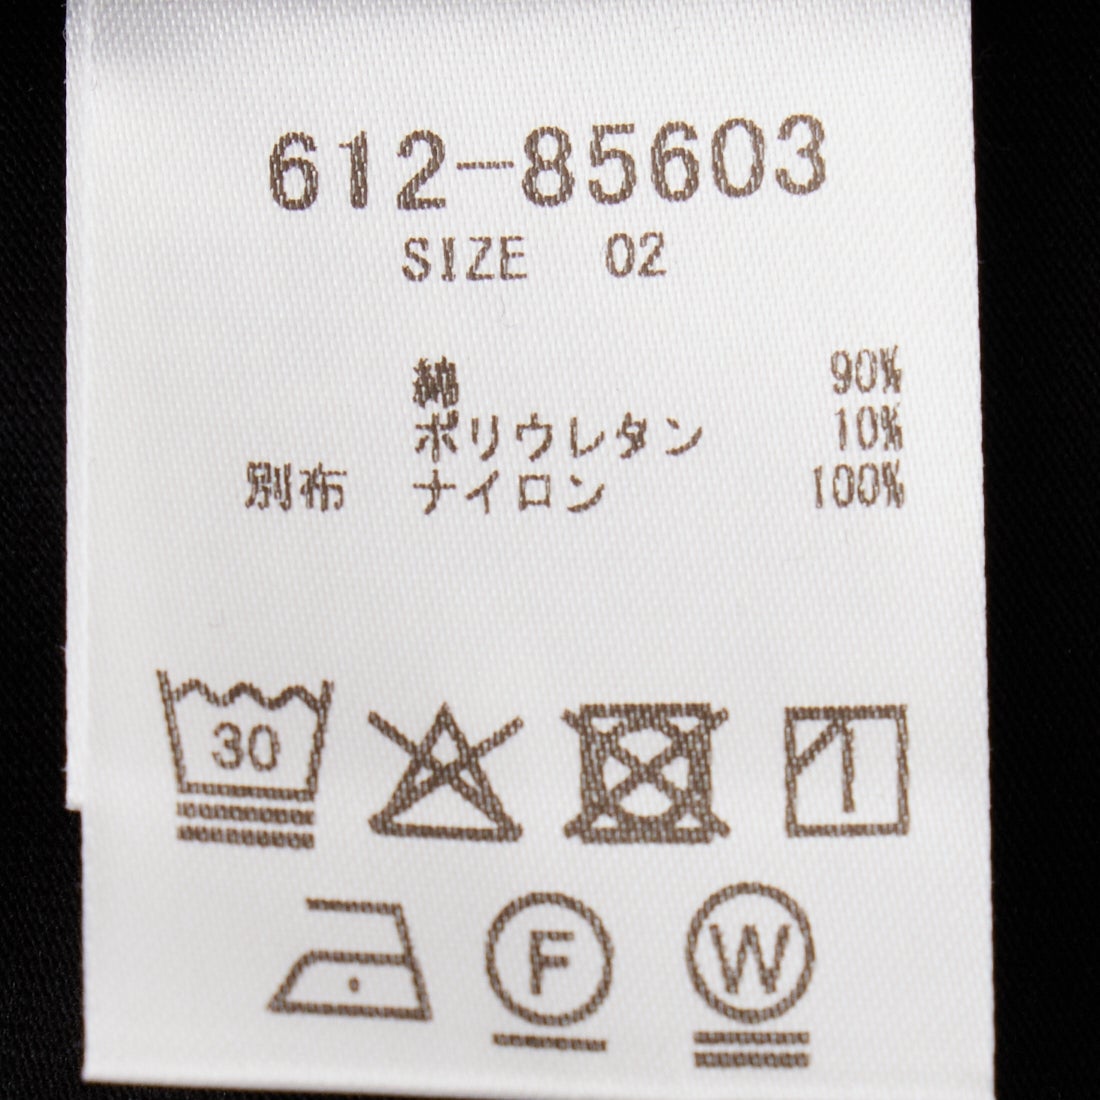 612-85603
SIZE 02
綿 90%
ポリウレタン 10%
別布 ナイロン 100%
30
F
W